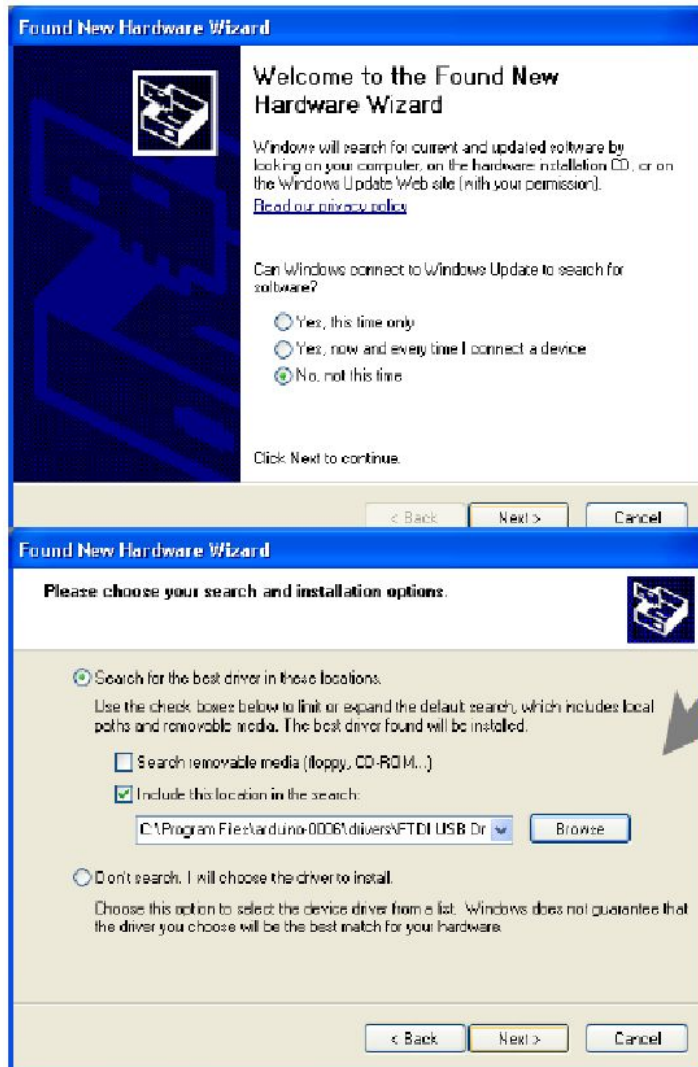 Found New Hardware Wizard
Welcome to the Found New
Hardware Wizard
Windows will search for current and updated software by
looking on your computer, on the hardware installation CD, or on
the Windows Update Web site (with your permission).
Read our privacy policy
Can Windows connect to Windows Update to search for
software?
Yes, this time only
Yes, now and every time I connect a device
No, not this time
Click Next to continue.
< Back Next > Cancel
Found New Hardware Wizard
Please choose your search and installation options.
Search for the best driver in these locations.
Use the check boxes below to limit or expand the default search, which includes local
paths and removable media. The best driver found will be installed.
Search removable media (floppy, CD-ROM...)
Include this location in the search:
C:\Program Files\arduino-0006\drivers\FTDI USB Dr Browse
Don't search. I will choose the driver to install.
Choose this option to select the device driver from a list. Windows does not guarantee that
the driver you choose will be the best match for your hardware.
< Back Next > Cancel